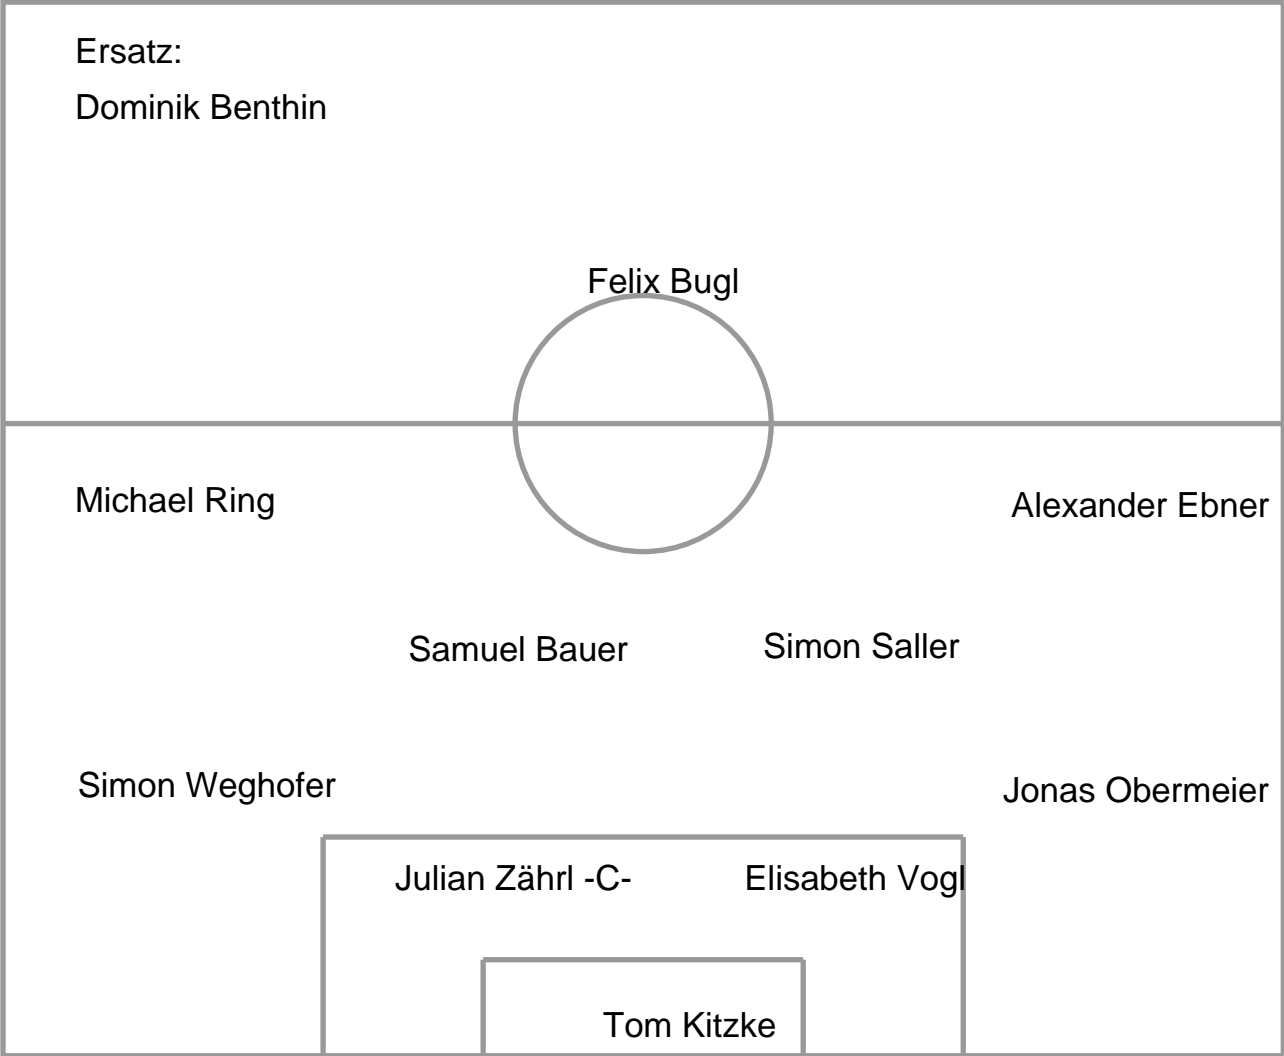 Ersatz:
Dominik Benthin
Felix Bugl
Michael Ring
Alexander Ebner
Samuel Bauer
Simon Saller
Simon Weghofer
Jonas Obermeier
Julian Zährl -C-
Elisabeth Vogl
Tom Kitzke